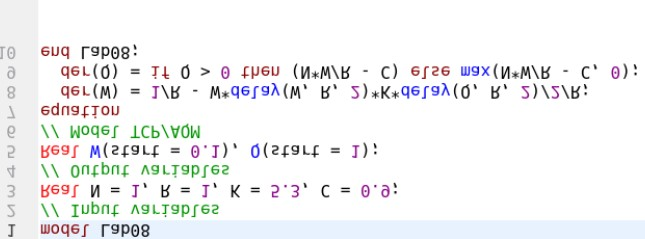 1 model Lab08
2 // Input variables
3 Real N = 1, R = 1, K = 5.3, C = 0.9;
4 // Output variables
5 Real W(start = 0.1), Q(start = 1);
6 // Model TCP/AQM
7 equation
8 der(W) = 1/R - W*delay(W, R, 2)*K*delay(Q, R, 2)/2/R;
9 der(Q) = if Q > 0 then (N*W/R - C) else max(N*W/R - C, 0);
10 end Lab08;